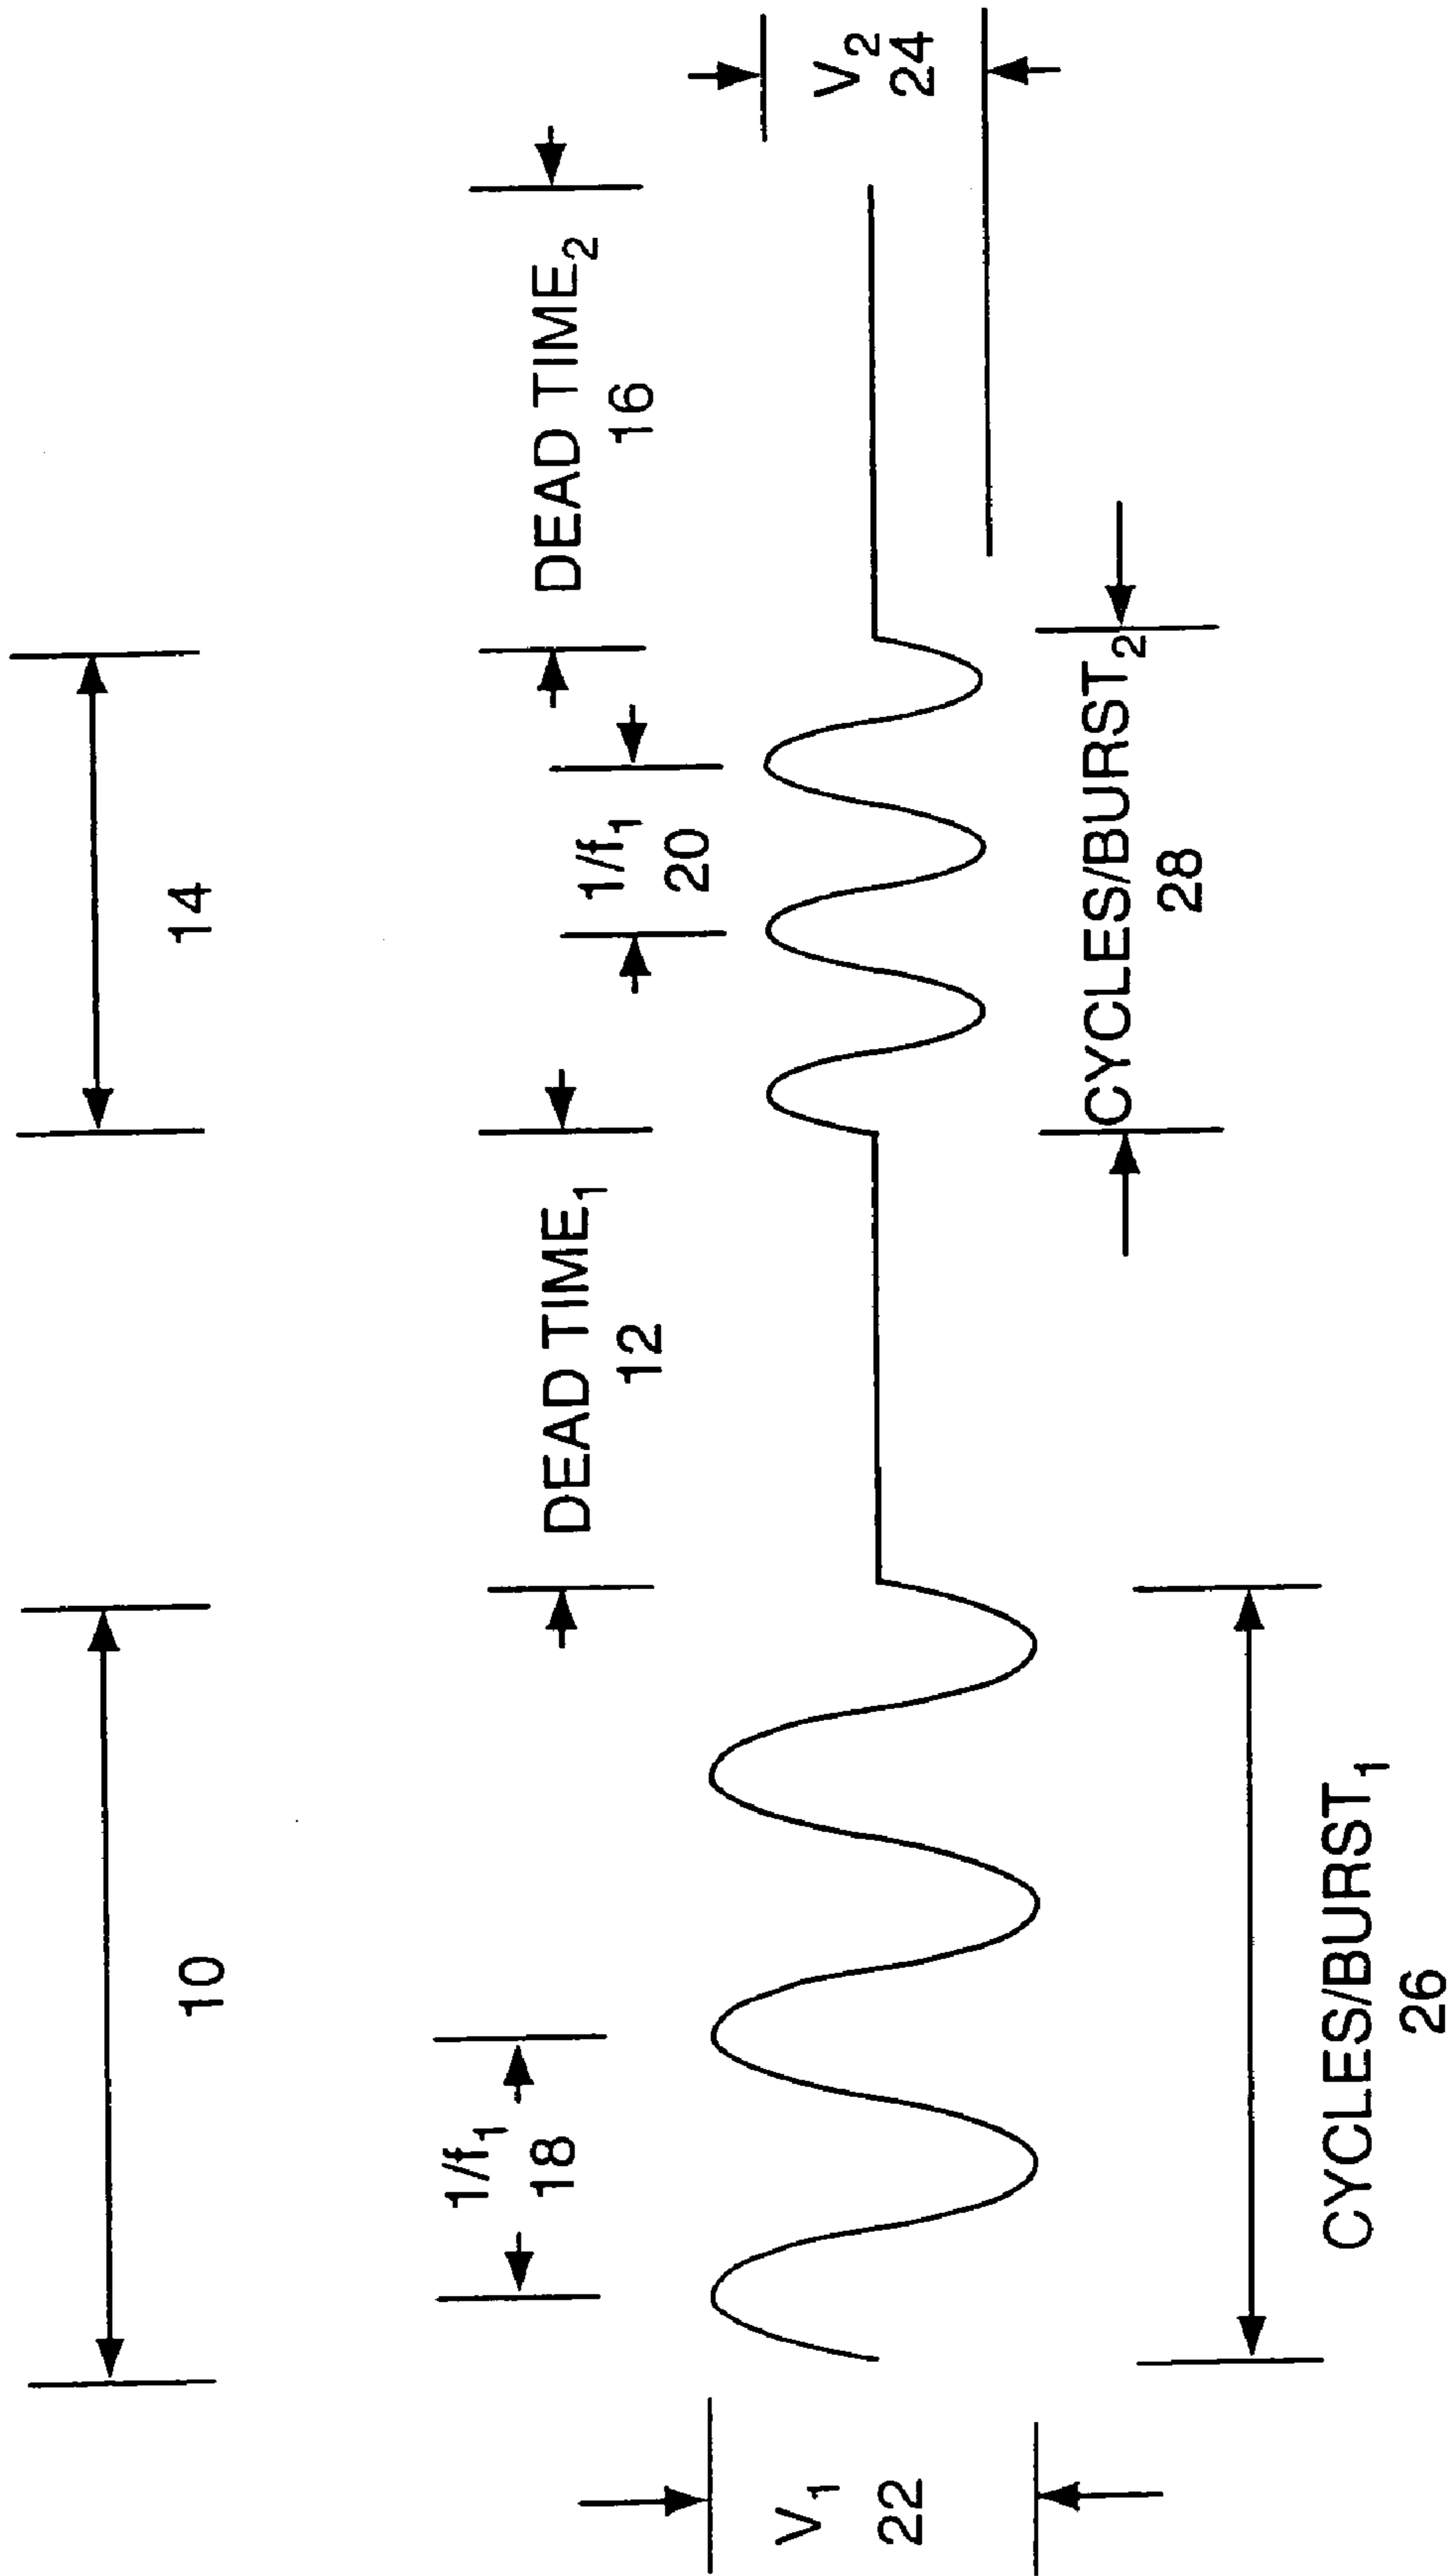 10
14
1/f₁
18
DEAD TIME₁
12
1/f₁
20
DEAD TIME₂
16
V₁
22
V₂
24
CYCLES/BURST₁
26
CYCLES/BURST₂
28